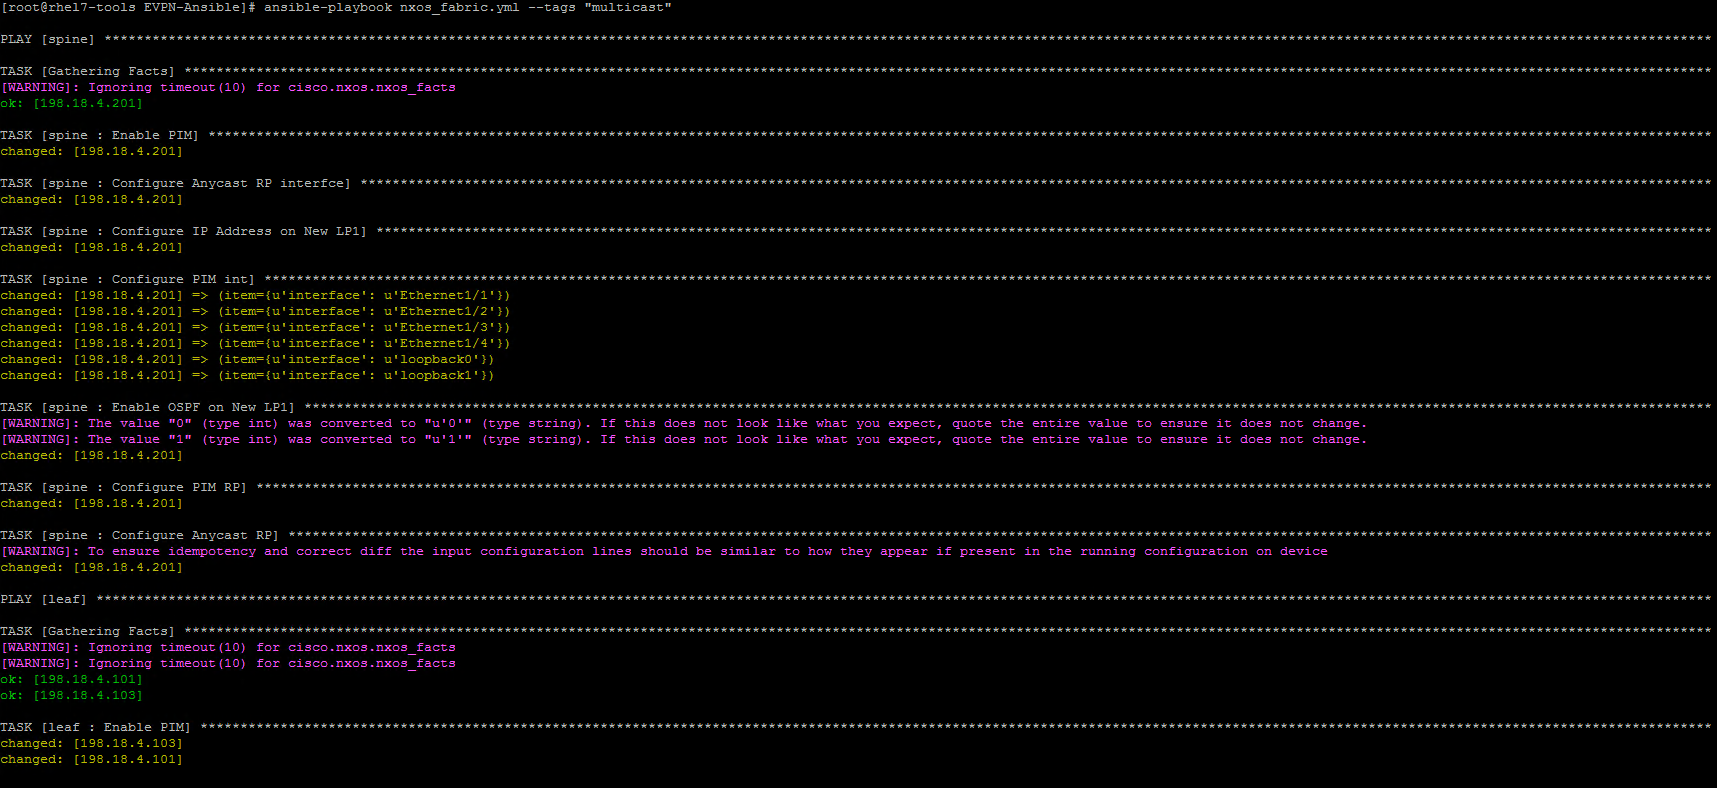 [root@rhel7-tools EVPN-Ansible]# ansible-playbook nxos_fabric.yml --tags "multicast"
PLAY [spine] *********************************************************************************************************************************************************************************************************
TASK [Gathering Facts] ***********************************************************************************************************************************************************************************************
[WARNING]: Ignoring timeout(10) for cisco.nxos.nxos_facts
ok: [198.18.4.201]
TASK [spine : Enable PIM] ********************************************************************************************************************************************************************************************
changed: [198.18.4.201]
TASK [spine : Configure Anycast RP interfce] *************************************************************************************************************************************************************************
changed: [198.18.4.201]
TASK [spine : Configure IP Address on New LP1] ***********************************************************************************************************************************************************************
changed: [198.18.4.201]
TASK [spine : Configure PIM int] *************************************************************************************************************************************************************************************
changed: [198.18.4.201] => (item={u'interface': u'Ethernet1/1'})
changed: [198.18.4.201] => (item={u'interface': u'Ethernet1/2'})
changed: [198.18.4.201] => (item={u'interface': u'Ethernet1/3'})
changed: [198.18.4.201] => (item={u'interface': u'Ethernet1/4'})
changed: [198.18.4.201] => (item={u'interface': u'loopback0'})
changed: [198.18.4.201] => (item={u'interface': u'loopback1'})
TASK [spine : Enable OSPF on New LP1] ********************************************************************************************************************************************************************************
[WARNING]: The value "0" (type int) was converted to "u'0'" (type string). If this does not look like what you expect, quote the entire value to ensure it does not change.
[WARNING]: The value "1" (type int) was converted to "u'1'" (type string). If this does not look like what you expect, quote the entire value to ensure it does not change.
changed: [198.18.4.201]
TASK [spine : Configure PIM RP] **************************************************************************************************************************************************************************************
changed: [198.18.4.201]
TASK [spine : Configure Anycast RP] **********************************************************************************************************************************************************************************
[WARNING]: To ensure idempotency and correct diff the input configuration lines should be similar to how they appear if present in the running configuration on device
changed: [198.18.4.201]
PLAY [leaf] **********************************************************************************************************************************************************************************************************
TASK [Gathering Facts] ***********************************************************************************************************************************************************************************************
[WARNING]: Ignoring timeout(10) for cisco.nxos.nxos_facts
[WARNING]: Ignoring timeout(10) for cisco.nxos.nxos_facts
ok: [198.18.4.101]
ok: [198.18.4.103]
TASK [leaf : Enable PIM] *********************************************************************************************************************************************************************************************
changed: [198.18.4.103]
changed: [198.18.4.101]